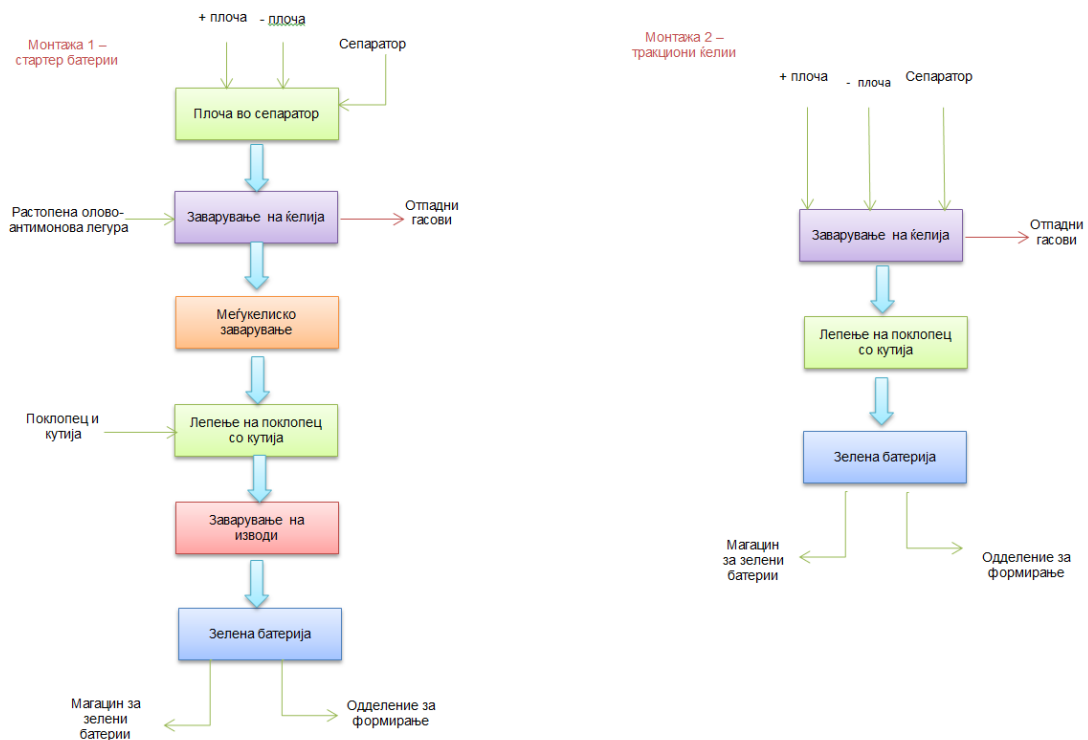 Монтажа 1 –
стартер батерии
+ плоча
- плоча
Сепаратор
Плоча во сепаратор
Растопена олово-
антимонова легура
Заварување на ќелија
Отпадни
гасови
Меѓукелиско
заварување
Поклопец и
кутија
Лепење на поклопец
со кутија
Заварување на
изводи
Зелена батерија
Магацин за
зелени
батерии
Одделение за
формирање
Монтажа 2 –
тракциони ќелии
+ плоча
- плоча
Сепаратор
Заварување на ќелија
Отпадни
гасови
Лепење на поклопец
со кутија
Зелена батерија
Магацин
за зелени
батерии
Одделение за
формирање